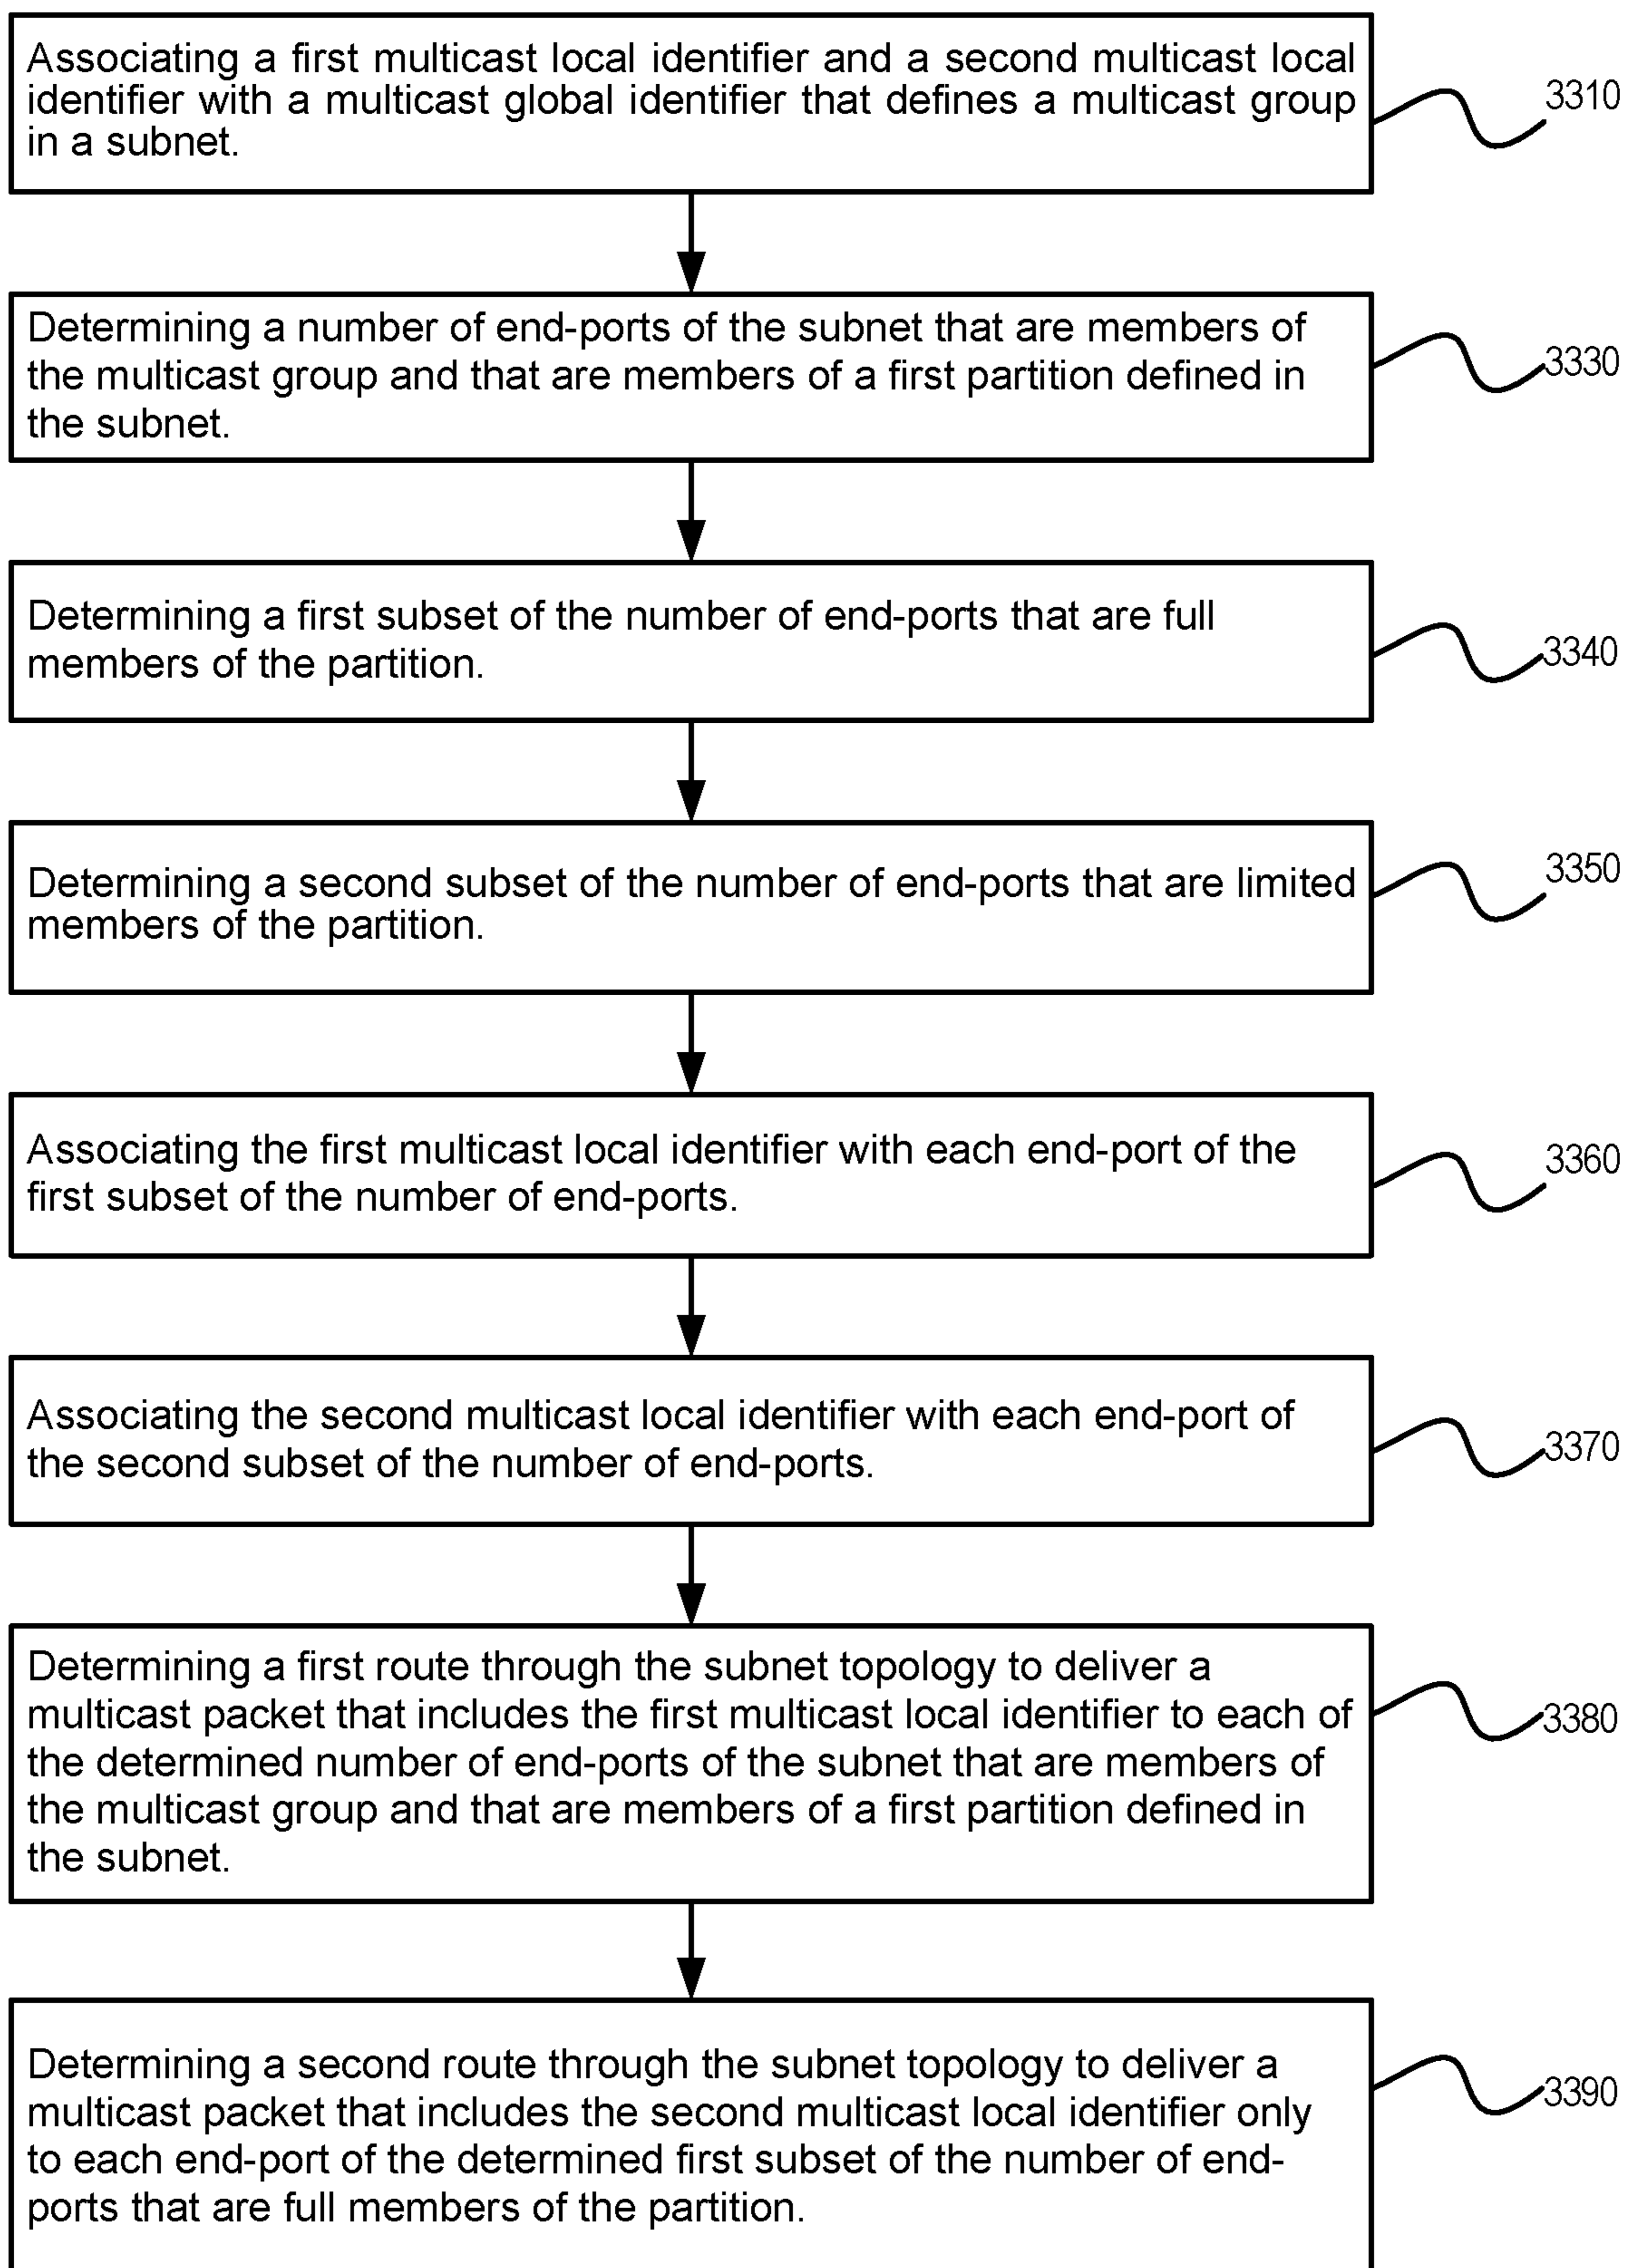 Associating a first multicast local identifier and a second multicast local
identifier with a multicast global identifier that defines a multicast group
in a subnet.
3310
Determining a number of end-ports of the subnet that are members of
the multicast group and that are members of a first partition defined in
the subnet.
3330
Determining a first subset of the number of end-ports that are full
members of the partition.
3340
Determining a second subset of the number of end-ports that are limited
members of the partition.
3350
Associating the first multicast local identifier with each end-port of the
first subset of the number of end-ports.
3360
Associating the second multicast local identifier with each end-port of
the second subset of the number of end-ports.
3370
Determining a first route through the subnet topology to deliver a
multicast packet that includes the first multicast local identifier to each of
the determined number of end-ports of the subnet that are members of
the multicast group and that are members of a first partition defined in
the subnet.
3380
Determining a second route through the subnet topology to deliver a
multicast packet that includes the second multicast local identifier only
to each end-port of the determined first subset of the number of end-
ports that are full members of the partition.
3390